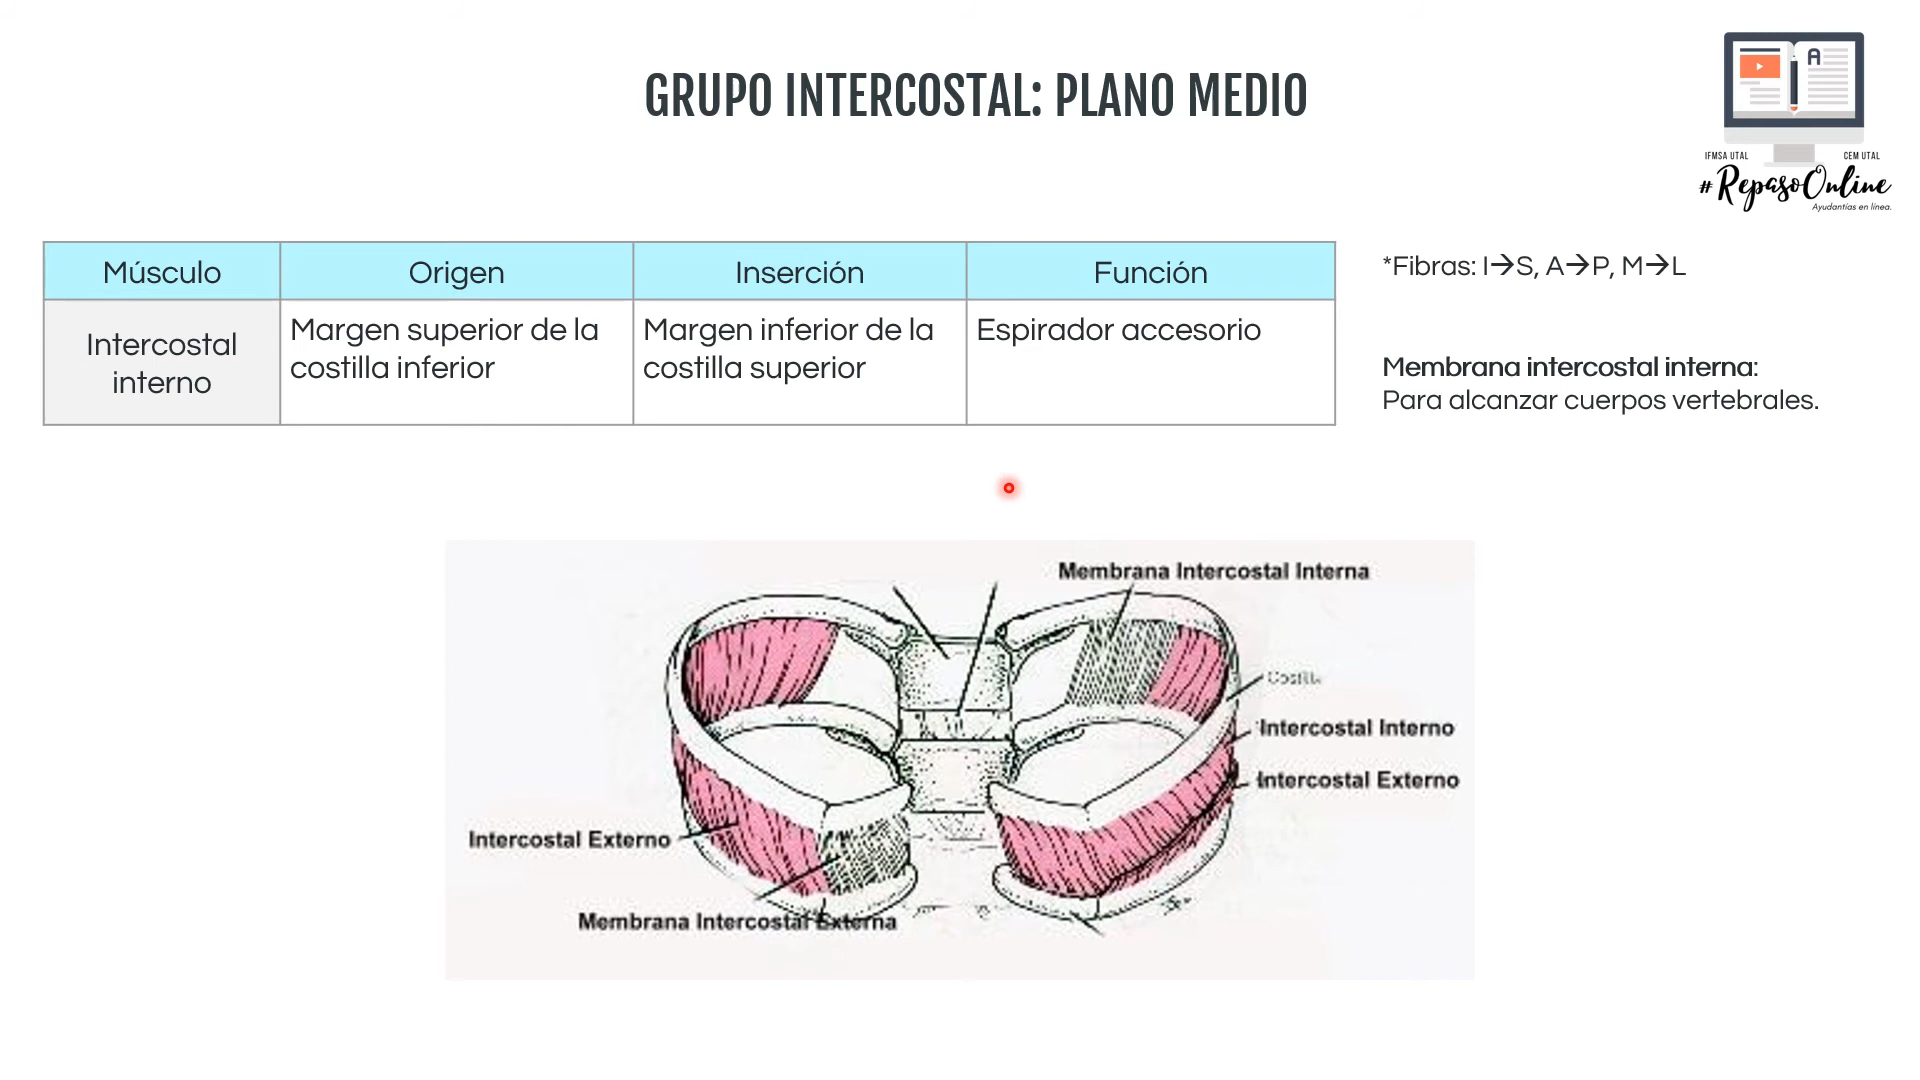 GRUPO INTERCOSTAL: PLANO MEDIO
A
IFMSA UTAL
CEM UTAL
#RepasoOnline
Ayudantías en línea.
Músculo
Origen
Inserción
Función
Intercostal
interno
Margen superior de la
costilla inferior
Margen inferior de la
costilla superior
Espirador accesorio
*Fibras: I→S, A→P, M→L
Membrana intercostal interna:
Para alcanzar cuerpos vertebrales.
Membrana Intercostal Interna
Costilla
Intercostal Interno
Intercostal Externo
Intercostal Externo
Membrana Intercostal Externa